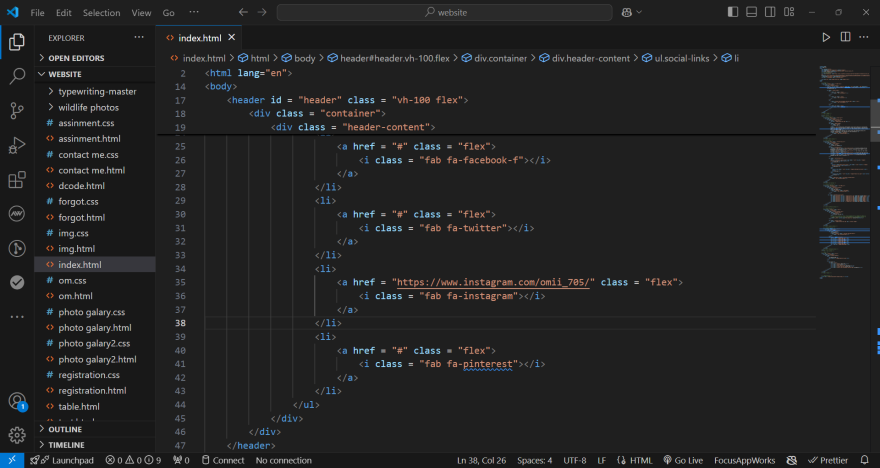 File Edit Selection View Go ··· website
EXPLORER ···
OPEN EDITORS
WEBSITE
typewriting-master
wildlife photos
assinment.css
assinment.html
contact me.css
contact me.html
dcode.html
forgot.css
forgot.html
img.css
img.html
index.html
om.css
om.html
photo galary.css
photo galary.html
photo galary2.css
photo galary2.html
registration.css
registration.html
table.html
OUTLINE
TIMELINE
index.html
index.html > html > body > header#header.vh-100.flex > div.container > div.header-content > ul.social-links > li
2 <html lang="en">
14 <body>
17 <header id = "header" class = "vh-100 flex">
18 <div class = "container">
19 <div class = "header-content">
25 <a href = "#" class = "flex">
26 <i class = "fab fa-facebook-f"></i>
27 </a>
28 </li>
29 <li>
30 <a href = "#" class = "flex">
31 <i class = "fab fa-twitter"></i>
32 </a>
33 </li>
34 <li>
35 <a href = "https://www.instagram.com/omii_705/" class = "flex">
36 <i class = "fab fa-instagram"></i>
37 </a>
38 </li>
39 <li>
40 <a href = "#" class = "flex">
41 <i class = "fab fa-pinterest"></i>
42 </a>
43 </li>
44 </ul>
45 </div>
46 </div>
47 </header>
1
Launchpad 0 0 9 0 Connect No connection Ln 38, Col 26 Spaces: 4 UTF-8 LF HTML Go Live FocusAppWorks Prettier